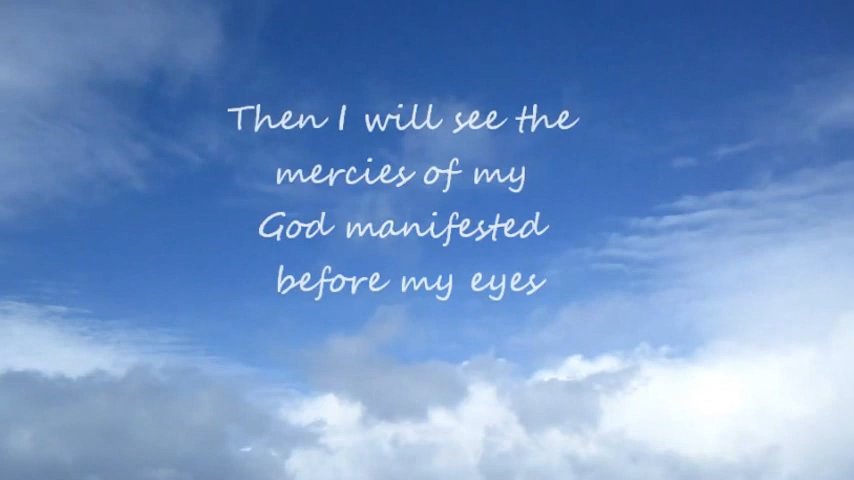 Then I will see the
mercies of my
God manifested
before my eyes